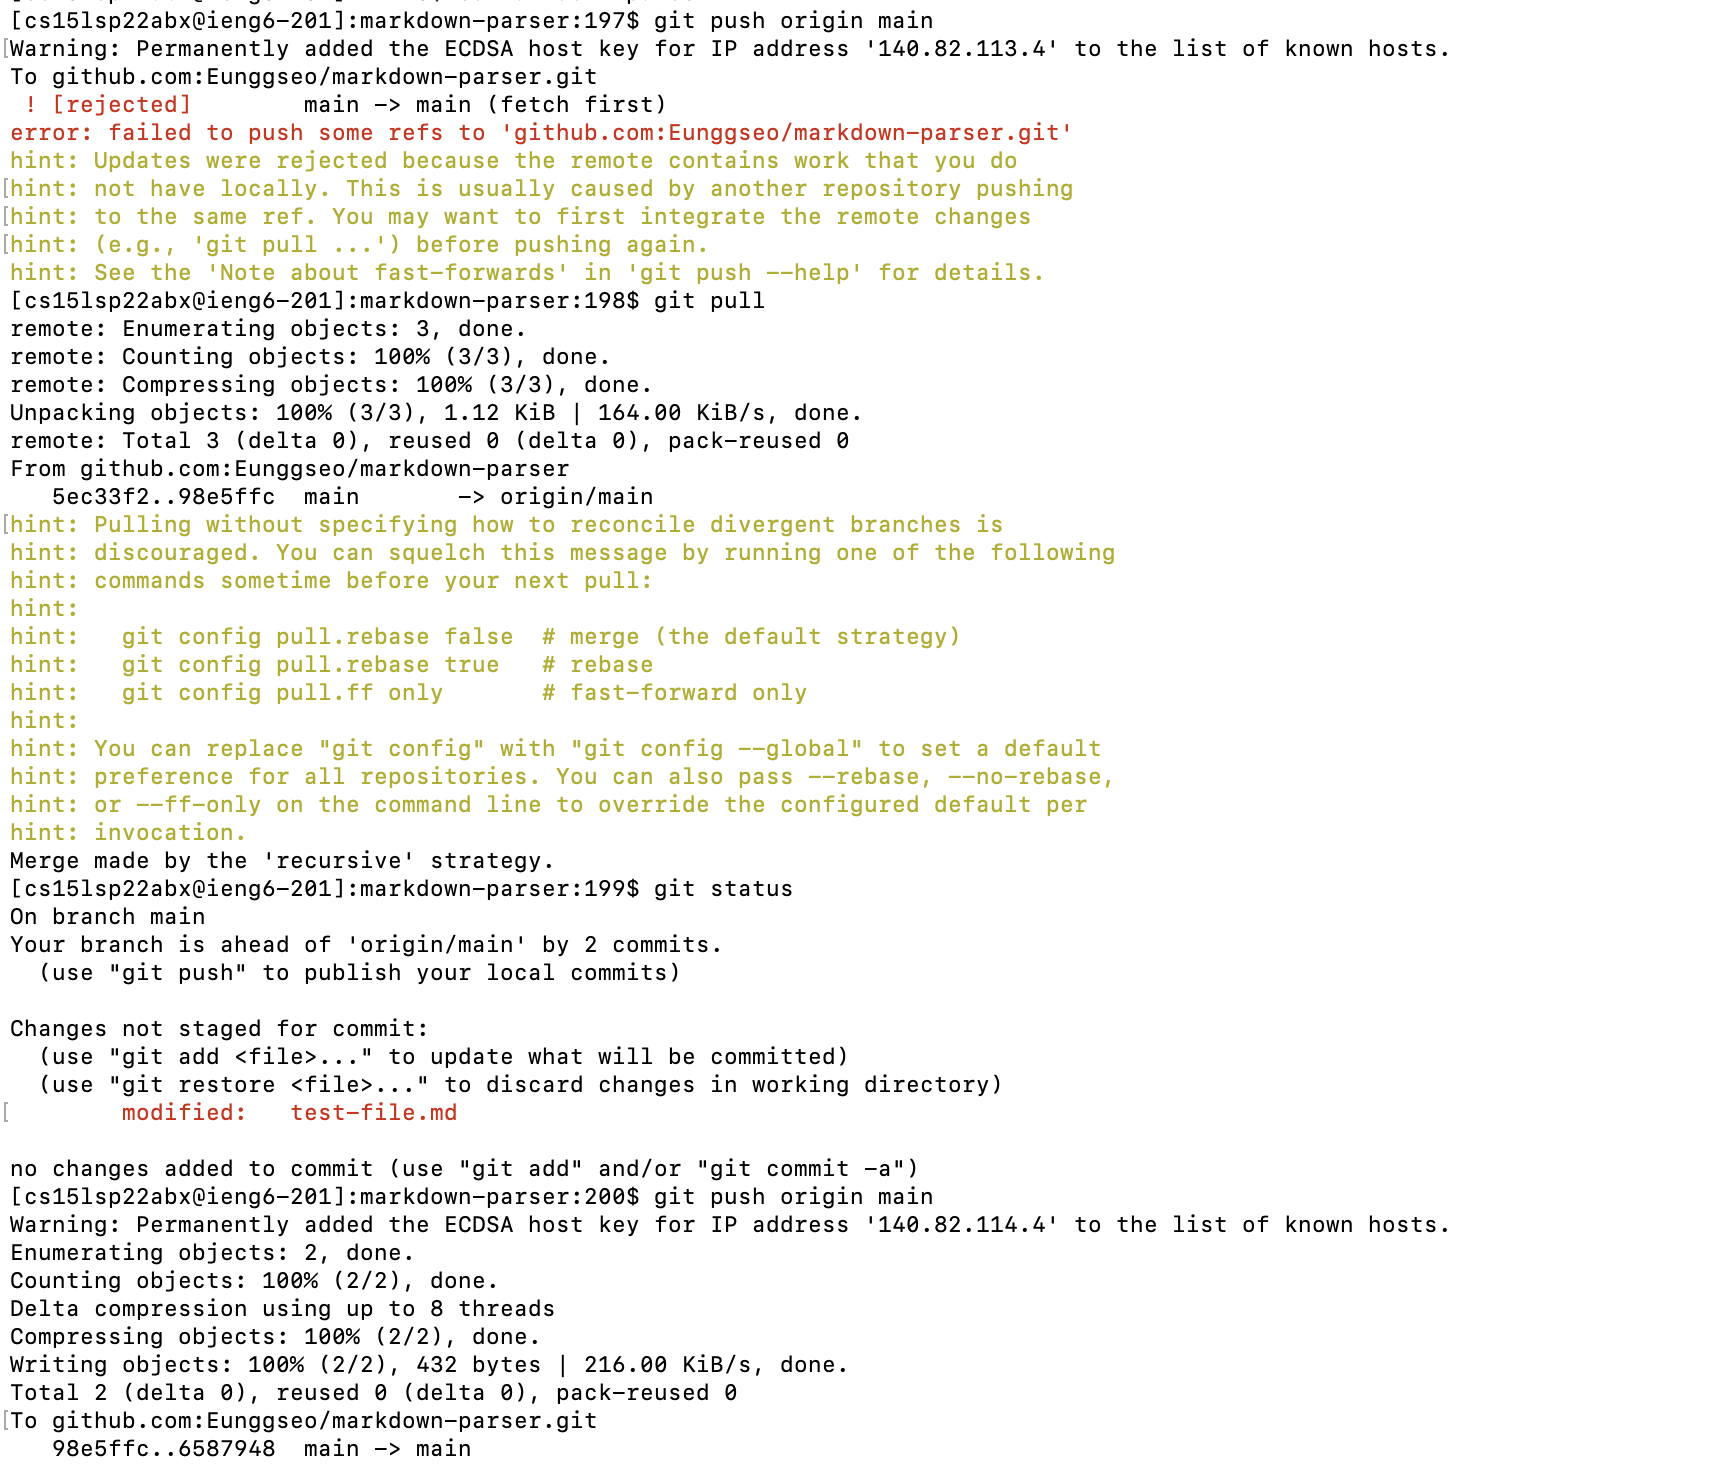 [cs15lsp22abx@ieng6-201]:markdown-parser:197$ git push origin main
Warning: Permanently added the ECDSA host key for IP address '140.82.113.4' to the list of known hosts.
To github.com:Eunggseo/markdown-parser.git
 ! [rejected]        main -> main (fetch first)
error: failed to push some refs to 'github.com:Eunggseo/markdown-parser.git'
hint: Updates were rejected because the remote contains work that you do
hint: not have locally. This is usually caused by another repository pushing
hint: to the same ref. You may want to first integrate the remote changes
hint: (e.g., 'git pull ...') before pushing again.
hint: See the 'Note about fast-forwards' in 'git push --help' for details.
[cs15lsp22abx@ieng6-201]:markdown-parser:198$ git pull
remote: Enumerating objects: 3, done.
remote: Counting objects: 100% (3/3), done.
remote: Compressing objects: 100% (3/3), done.
Unpacking objects: 100% (3/3), 1.12 KiB | 164.00 KiB/s, done.
remote: Total 3 (delta 0), reused 0 (delta 0), pack-reused 0
From github.com:Eunggseo/markdown-parser
   5ec33f2..98e5ffc  main       -> origin/main
hint: Pulling without specifying how to reconcile divergent branches is
hint: discouraged. You can squelch this message by running one of the following
hint: commands sometime before your next pull:
hint:
hint:   git config pull.rebase false  # merge (the default strategy)
hint:   git config pull.rebase true   # rebase
hint:   git config pull.ff only       # fast-forward only
hint:
hint: You can replace "git config" with "git config --global" to set a default
hint: preference for all repositories. You can also pass --rebase, --no-rebase,
hint: or --ff-only on the command line to override the configured default per
hint: invocation.
Merge made by the 'recursive' strategy.
[cs15lsp22abx@ieng6-201]:markdown-parser:199$ git status
On branch main
Your branch is ahead of 'origin/main' by 2 commits.
  (use "git push" to publish your local commits)

Changes not staged for commit:
  (use "git add <file>..." to update what will be committed)
  (use "git restore <file>..." to discard changes in working directory)
        modified:   test-file.md

no changes added to commit (use "git add" and/or "git commit -a")
[cs15lsp22abx@ieng6-201]:markdown-parser:200$ git push origin main
Warning: Permanently added the ECDSA host key for IP address '140.82.114.4' to the list of known hosts.
Enumerating objects: 2, done.
Counting objects: 100% (2/2), done.
Delta compression using up to 8 threads
Compressing objects: 100% (2/2), done.
Writing objects: 100% (2/2), 432 bytes | 216.00 KiB/s, done.
Total 2 (delta 0), reused 0 (delta 0), pack-reused 0
To github.com:Eunggseo/markdown-parser.git
   98e5ffc..6587948  main -> main